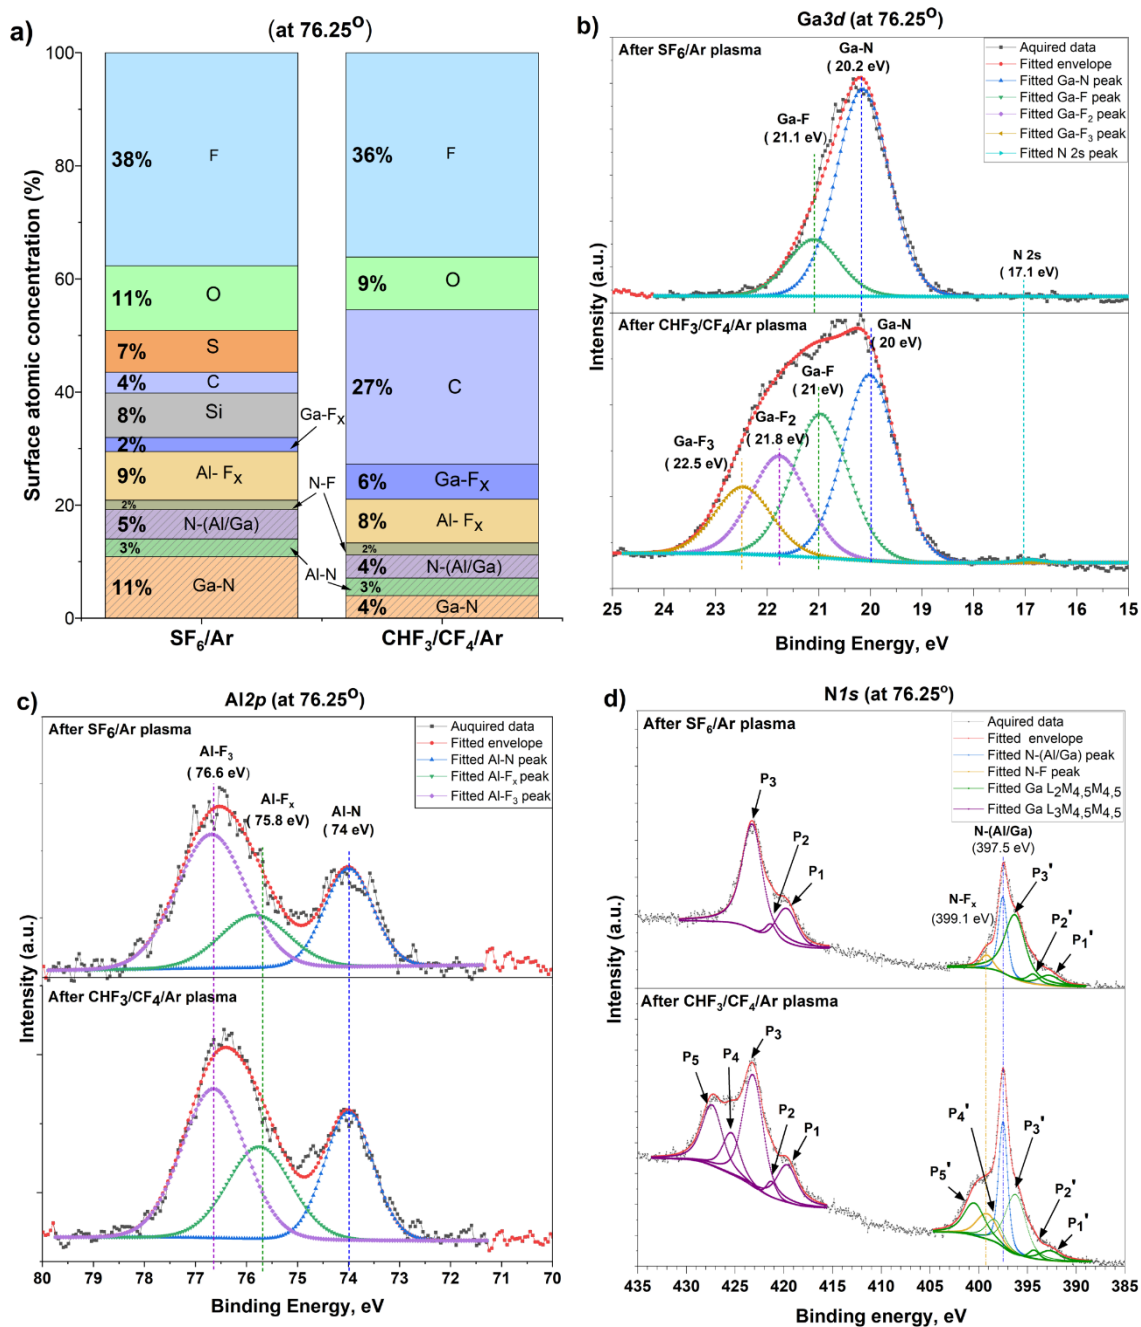 a)
(at 76.25O)
Surface atomic concentration (%)
100
80
60
40
20
0
38% F
11% O
7% S
4% C
8% Si
2%
9% Al- FX
2%
5% N-(Al/Ga)
3%
11% Ga-N
Ga-FX
N-F
Al-N
36% F
9% O
27% C
6% Ga-FX
8% Al- FX
2%
4% N-(Al/Ga)
3%
4% Ga-N
SF6/Ar
CHF3/CF4/Ar
b)
Ga3d (at 76.25O)
After SF6/Ar plasma
Ga-N
( 20.2 eV)
Ga-F
( 21.1 eV)
N 2s
( 17.1 eV)
Aquired data
Fitted envelope
Fitted Ga-N peak
Fitted Ga-F peak
Fitted Ga-F2 peak
Fitted Ga-F3 peak
Fitted N 2s peak
Intensity (a.u.)
After CHF3/CF4/Ar plasma
Ga-N
( 20 eV)
Ga-F
( 21 eV)
Ga-F2
( 21.8 eV)
Ga-F3
( 22.5 eV)
25 24 23 22 21 20 19 18 17 16 15
Binding Energy, eV
c)
Al2p (at 76.25O)
After SF6/Ar plasma
Al-F3
( 76.6 eV)
Al-Fx
( 75.8 eV)
Al-N
( 74 eV)
Auquired data
Fitted envelope
Fitted Al-N peak
Fitted Al-Fx peak
Fitted Al-F3 peak
Intensity (a.u.)
After CHF3/CF4/Ar plasma
80 79 78 77 76 75 74 73 72 71 70
Binding Energy, eV
d)
N1s (at 76.25o)
After SF6/Ar plasma
Aquired data
Fitted envelope
Fitted N-(Al/Ga) peak
Fitted N-F peak
Fitted Ga L2M4,5M4,5
Fitted Ga L3M4,5M4,5
P3
P2
P1
N-(Al/Ga)
(397.5 eV)
N-Fx
(399.1 eV)
P3'
P2'
P1'
Intensity (a.u.)
After CHF3/CF4/Ar plasma
P5
P4
P3
P2
P1
P5'
P4'
P3'
P2'
P1'
435 430 425 420 415 410 405 400 395 390 385
Binding energy, eV